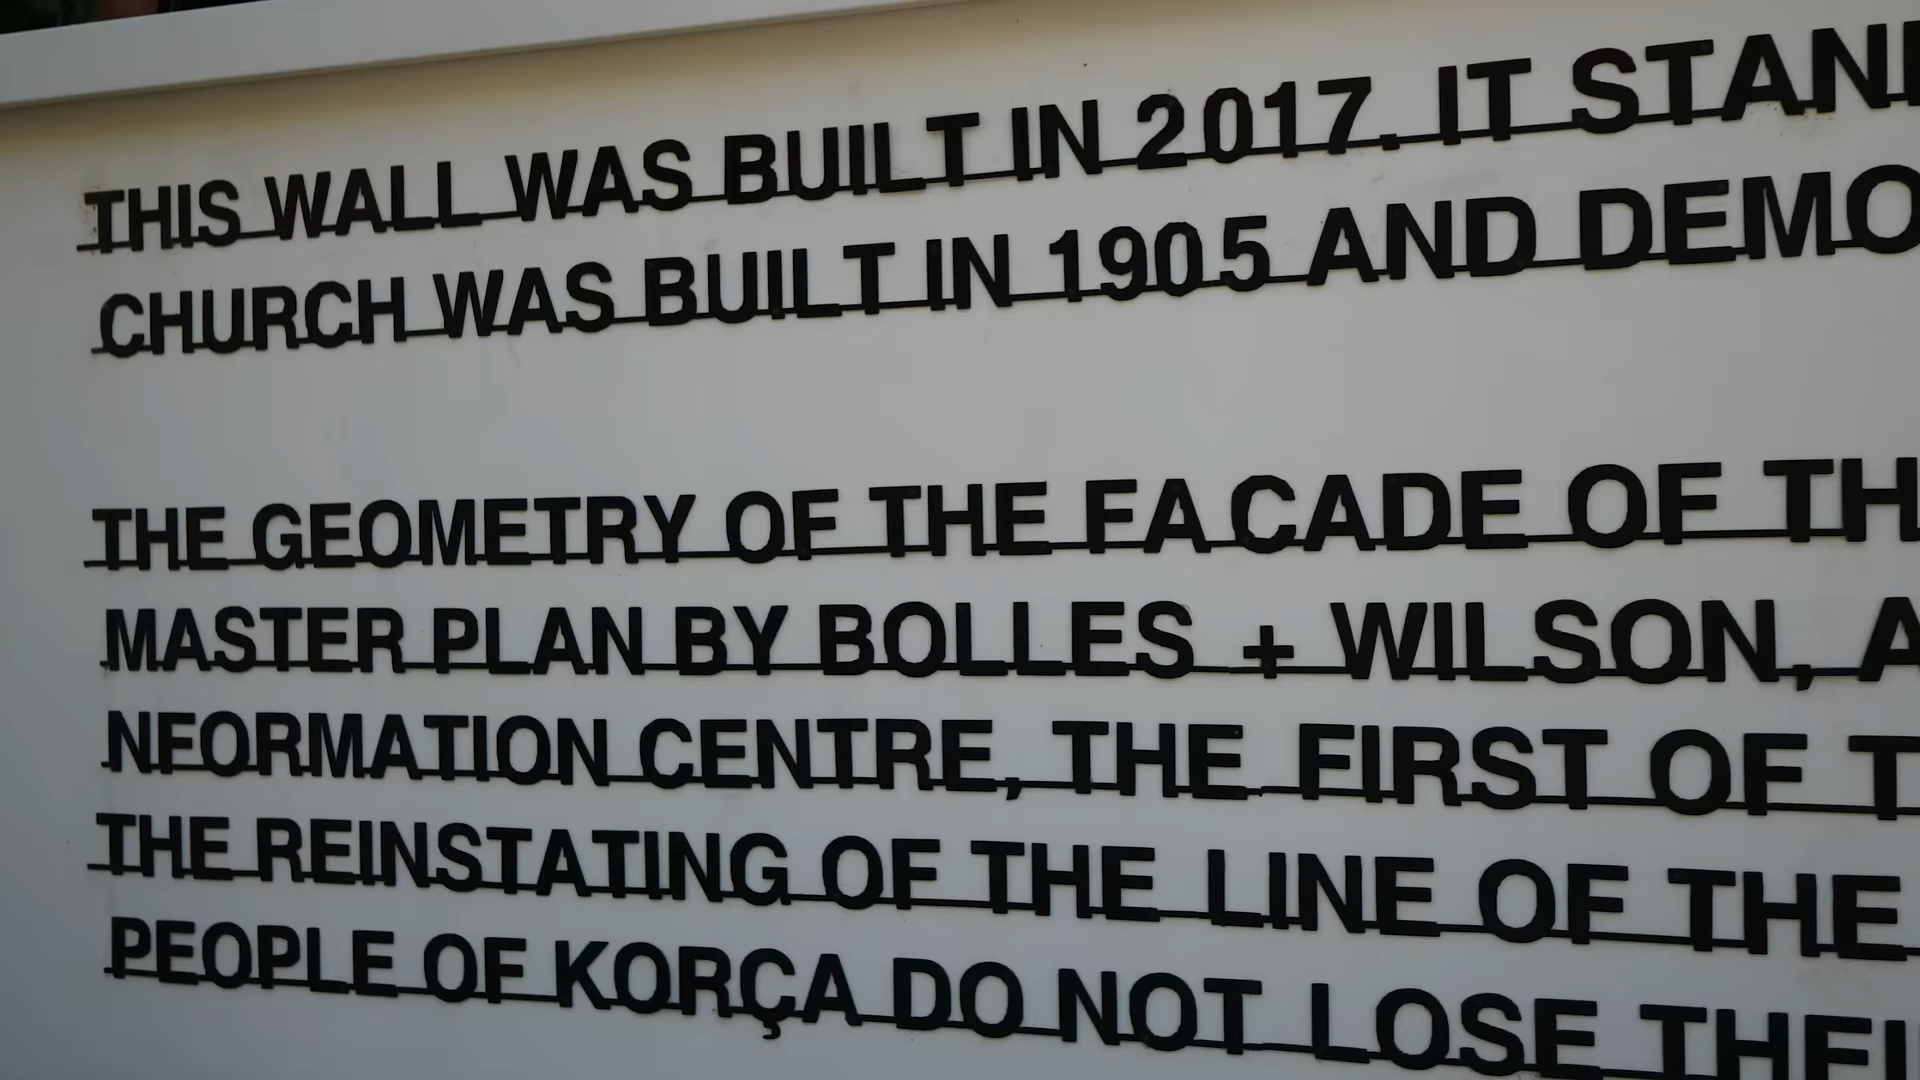 THIS WALL WAS BUILT IN 2017. IT STAN
CHURCH WAS BUILT IN 1905 AND DEMO
THE GEOMETRY OF THE FACADE OF TH
MASTER PLAN BY BOLLES + WILSON, A
NFORMATION CENTRE, THE FIRST OF T
THE REINSTATING OF THE LINE OF THE
PEOPLE OF KORÇA DO NOT LOSE THEI